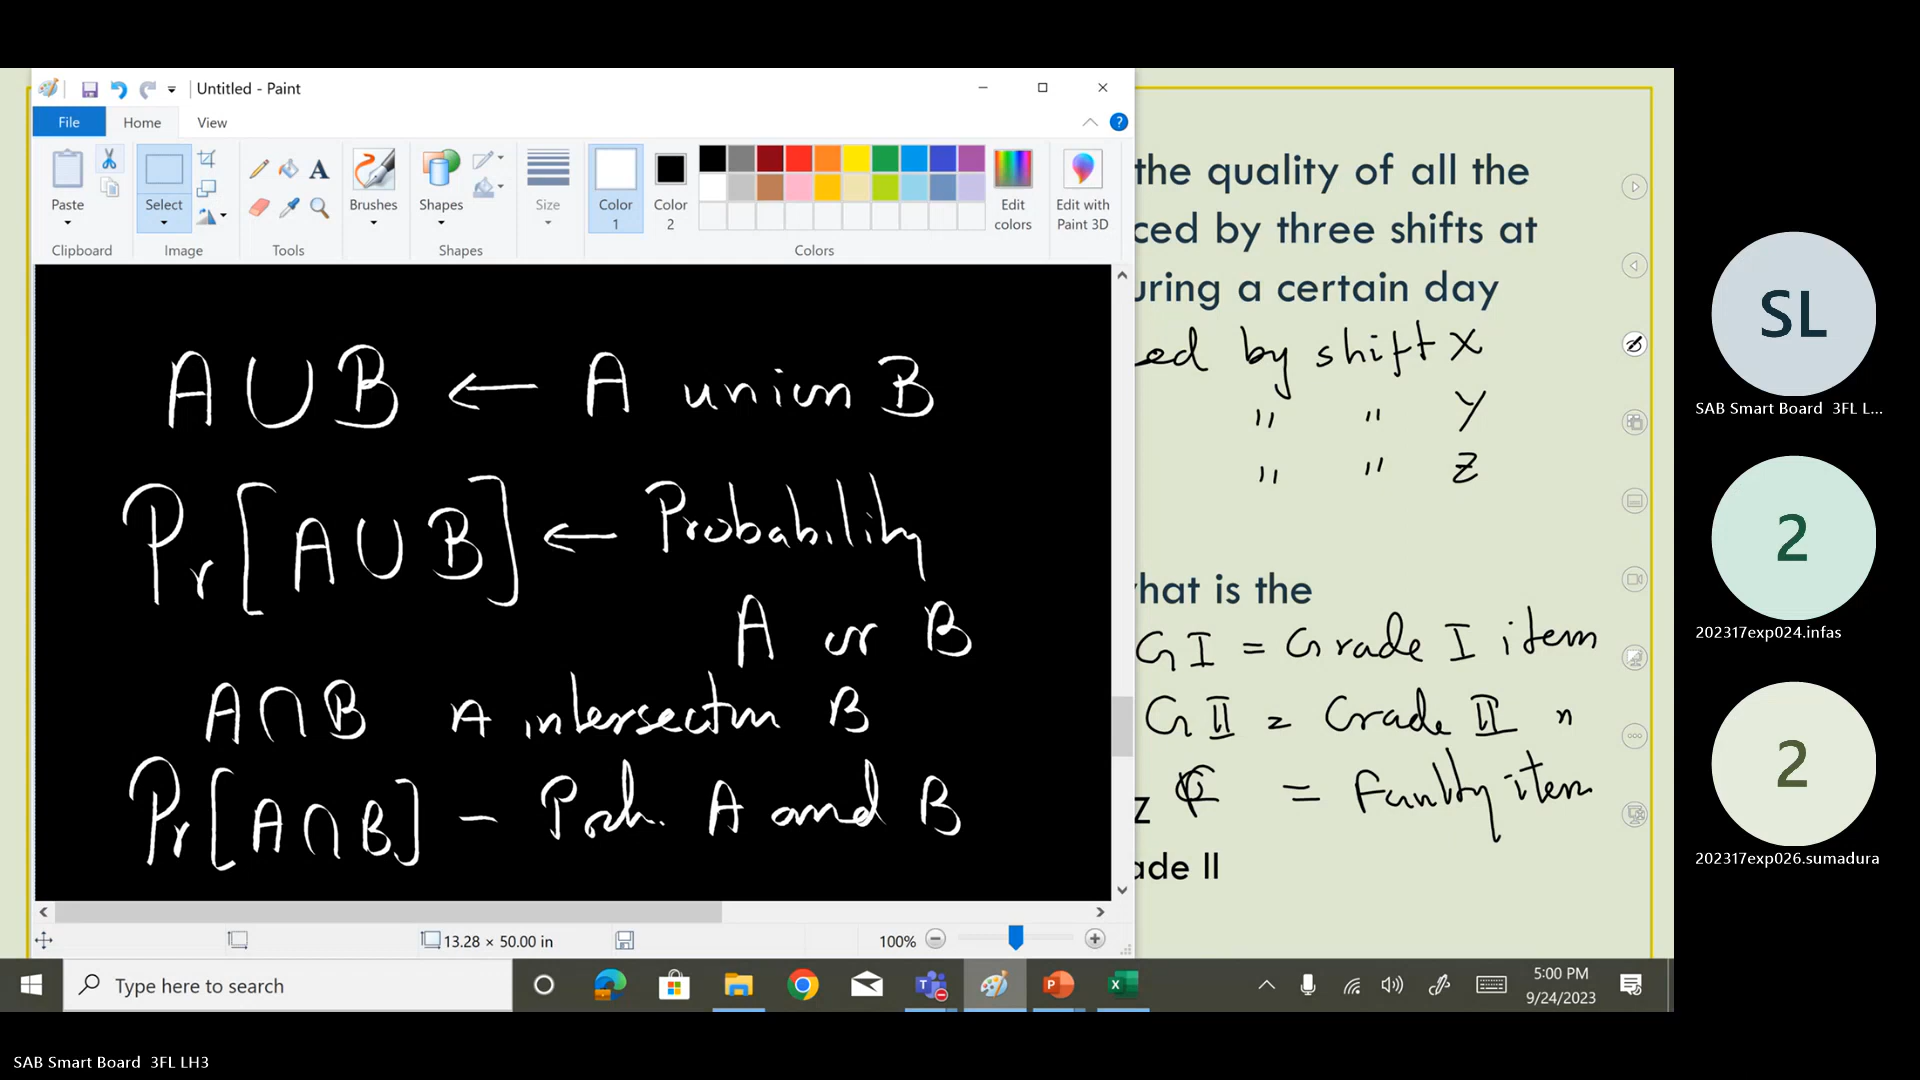 Untitled - Paint
File Home View
Paste
Select
Brushes
Shapes
Size
Color 1
Color 2
Edit colors
Edit with Paint 3D
Clipboard
Image
Tools
Shapes
Colors
A ∪ B ← A union B
Pr[A ∪ B] ← Probability
A or B
A ∩ B A intersection B
Pr[A ∩ B] – Prob. A and B
13.28 × 50.00 in
100%
the quality of all the
ced by three shifts at
uring a certain day
ed by shift X
" " Y
" " Z
hat is the
G I = Grade I item
G II = Grade II "
z F = Faulty item
ade II
SL
SAB Smart Board 3FL L...
2
202317exp024.infas
2
202317exp026.sumadura
Type here to search
5:00 PM
9/24/2023
SAB Smart Board 3FL LH3